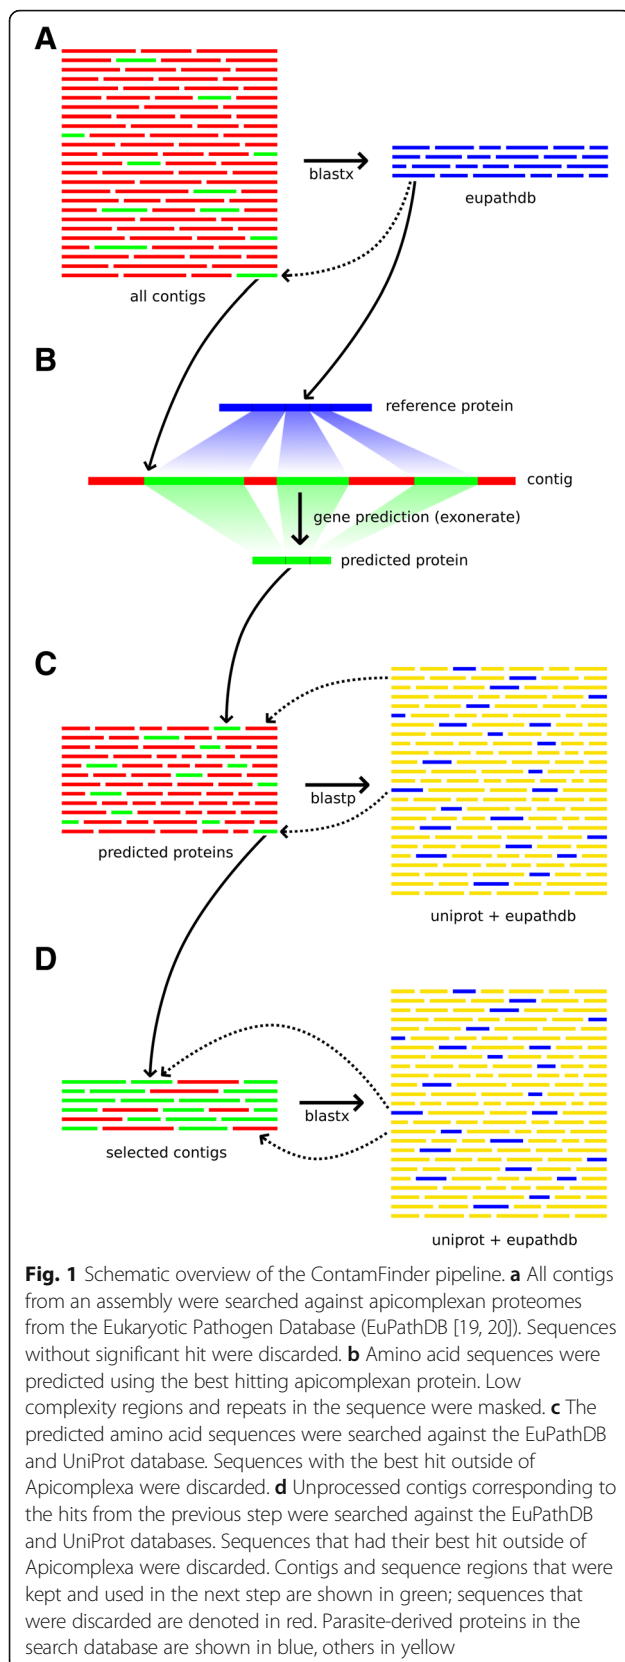 A
blastx
eupathdb
all contigs
B
reference protein
contig
gene prediction (exonerate)
predicted protein
C
blastp
predicted proteins
uniprot + eupathdb
D
blastx
selected contigs
uniprot + eupathdb
Fig. 1 Schematic overview of the ContamFinder pipeline. a All contigs
from an assembly were searched against apicomplexan proteomes
from the Eukaryotic Pathogen Database (EuPathDB [19, 20]). Sequences
without significant hit were discarded. b Amino acid sequences were
predicted using the best hitting apicomplexan protein. Low
complexity regions and repeats in the sequence were masked. c The
predicted amino acid sequences were searched against the EuPathDB
and UniProt database. Sequences with the best hit outside of
Apicomplexa were discarded. d Unprocessed contigs corresponding to
the hits from the previous step were searched against the EuPathDB
and UniProt databases. Sequences that had their best hit outside of
Apicomplexa were discarded. Contigs and sequence regions that were
kept and used in the next step are shown in green; sequences that
were discarded are denoted in red. Parasite-derived proteins in the
search database are shown in blue, others in yellow